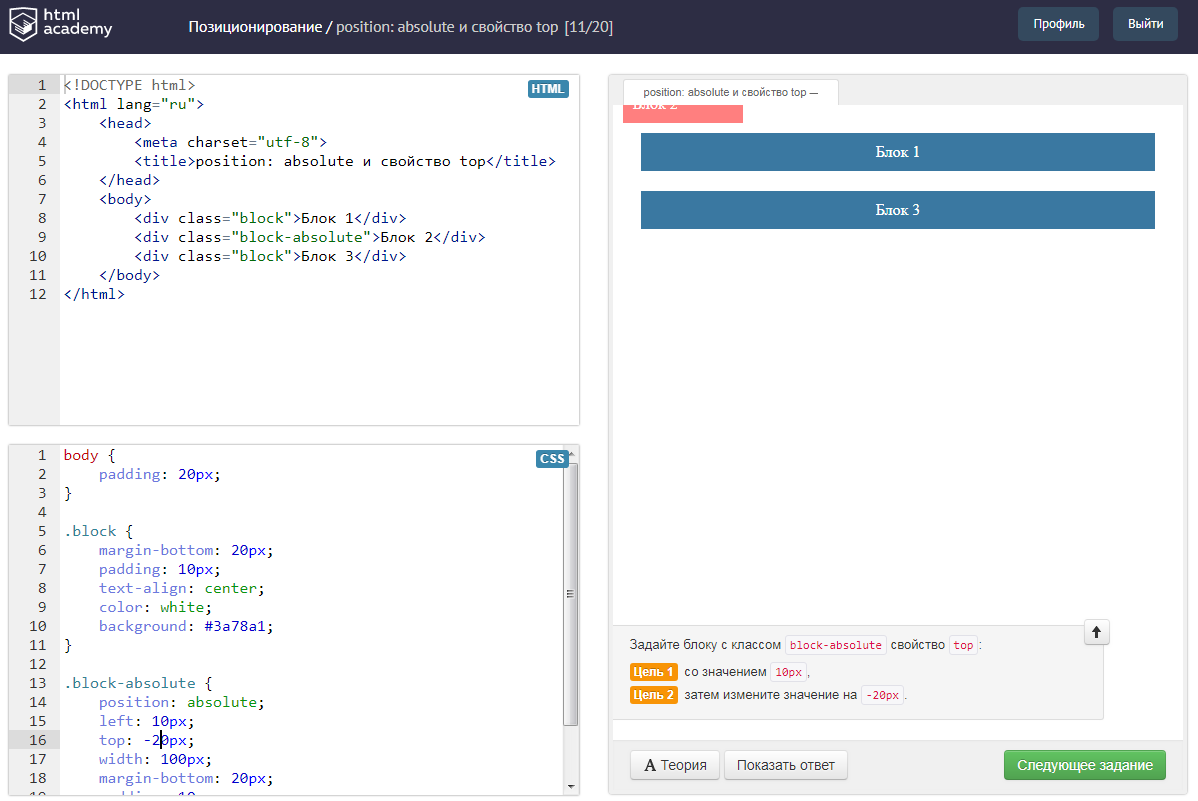 html
academy
Позиционирование / position: absolute и свойство top [11/20]
Профиль
Выйти
HTML
1 <!DOCTYPE html>
2 <html lang="ru">
3 <head>
4 <meta charset="utf-8">
5 <title>position: absolute и свойство top</title>
6 </head>
7 <body>
8 <div class="block">Блок 1</div>
9 <div class="block-absolute">Блок 2</div>
10 <div class="block">Блок 3</div>
11 </body>
12 </html>
CSS
1 body {
2 padding: 20px;
3 }
4
5 .block {
6 margin-bottom: 20px;
7 padding: 10px;
8 text-align: center;
9 color: white;
10 background: #3a78a1;
11 }
12
13 .block-absolute {
14 position: absolute;
15 left: 10px;
16 top: -20px;
17 width: 100px;
18 margin-bottom: 20px;
position: absolute и свойство top —
Блок 2
Блок 1
Блок 3
Задайте блоку с классом block-absolute свойство top:
Цель 1 со значением 10px,
Цель 2 затем измените значение на -20px.
A Теория
Показать ответ
Следующее задание